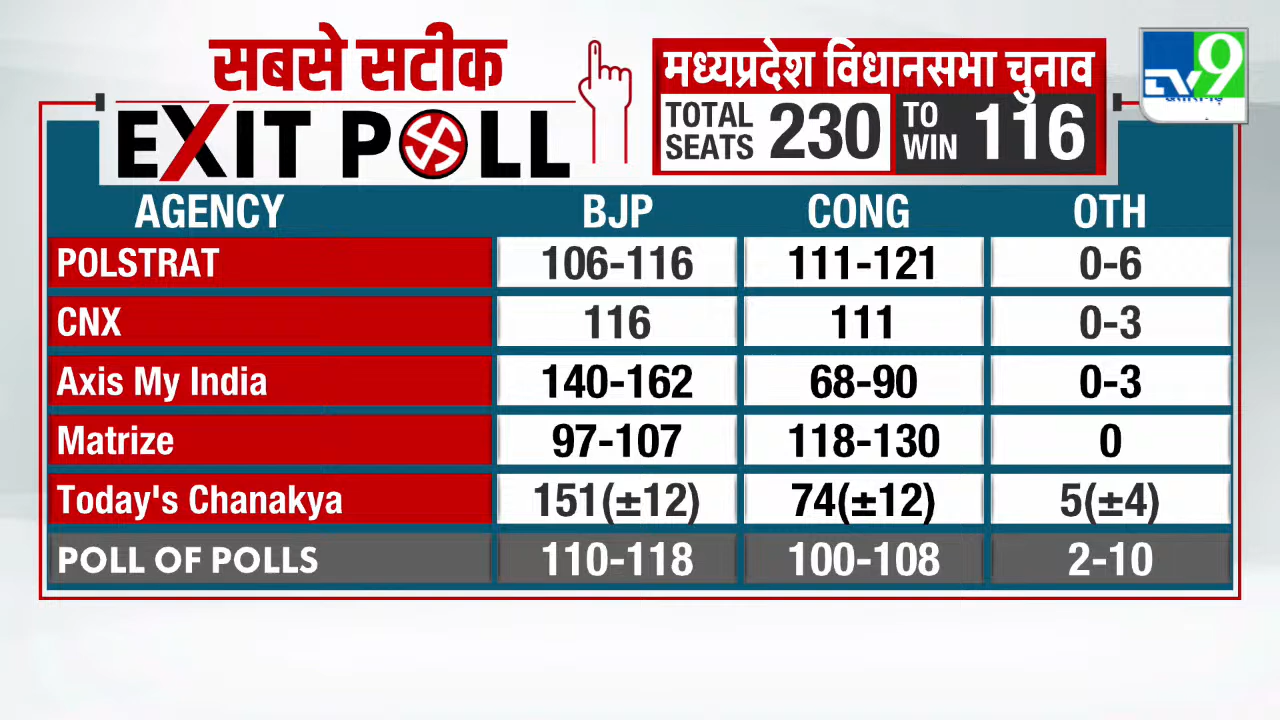 सबसे सटीक
EXIT POLL
मध्यप्रदेश विधानसभा चुनाव
TOTAL SEATS 230 TO WIN 116
TV9
AGENCY BJP CONG OTH
POLSTRAT 106-116 111-121 0-6
CNX 116 111 0-3
Axis My India 140-162 68-90 0-3
Matrize 97-107 118-130 0
Today's Chanakya 151(±12) 74(±12) 5(±4)
POLL OF POLLS 110-118 100-108 2-10